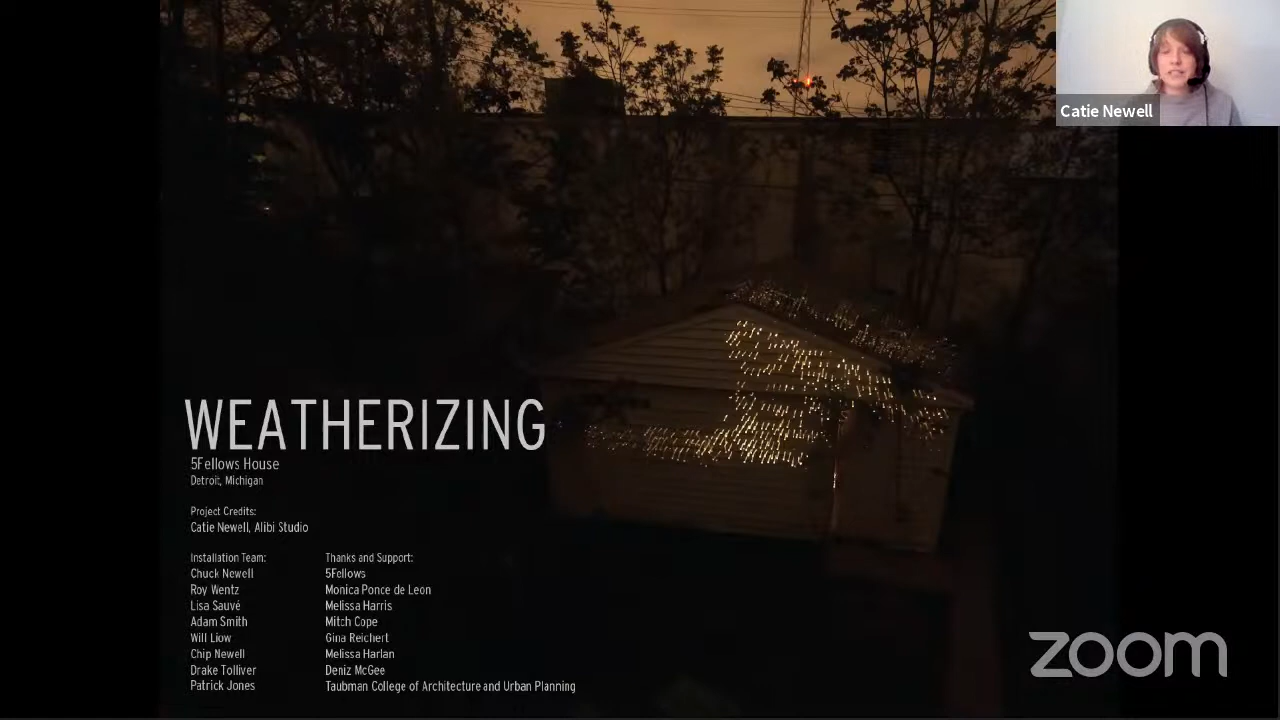 Catie Newell
WEATHERIZING
5Fellows House
Detroit, Michigan
Project Credits:
Catie Newell, Alibi Studio
Installation Team:
Chuck Newell
Roy Wentz
Lisa Sauvé
Adam Smith
Will Liow
Chip Newell
Drake Tolliver
Patrick Jones
Thanks and Support:
5Fellows
Monica Ponce de Leon
Melissa Harris
Mitch Cope
Gina Reichert
Melissa Harlan
Deniz McGee
Taubman College of Architecture and Urban Planning
zoom